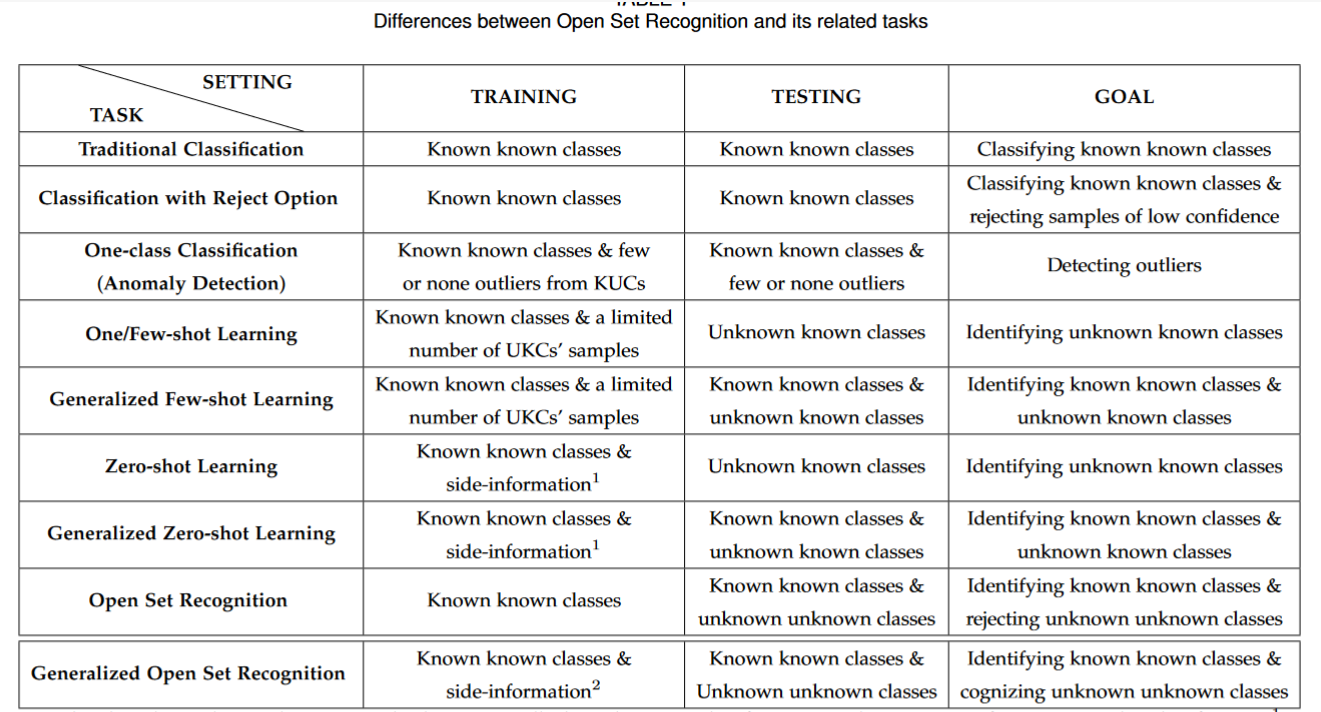 Differences between Open Set Recognition and its related tasks
SETTING
TASK
TRAINING
TESTING
GOAL
Traditional Classification
Known known classes
Known known classes
Classifying known known classes
Classification with Reject Option
Known known classes
Known known classes
Classifying known known classes &
rejecting samples of low confidence
One-class Classification
(Anomaly Detection)
Known known classes & few
or none outliers from KUCs
Known known classes &
few or none outliers
Detecting outliers
One/Few-shot Learning
Known known classes & a limited
number of UKCs’ samples
Unknown known classes
Identifying unknown known classes
Generalized Few-shot Learning
Known known classes & a limited
number of UKCs’ samples
Known known classes &
unknown known classes
Identifying known known classes &
unknown known classes
Zero-shot Learning
Known known classes &
side-information¹
Unknown known classes
Identifying unknown known classes
Generalized Zero-shot Learning
Known known classes &
side-information¹
Known known classes &
unknown known classes
Identifying known known classes &
unknown known classes
Open Set Recognition
Known known classes
Known known classes &
unknown unknown classes
Identifying known known classes &
rejecting unknown unknown classes
Generalized Open Set Recognition
Known known classes &
side-information²
Known known classes &
Unknown unknown classes
Identifying known known classes &
cognizing unknown unknown classes